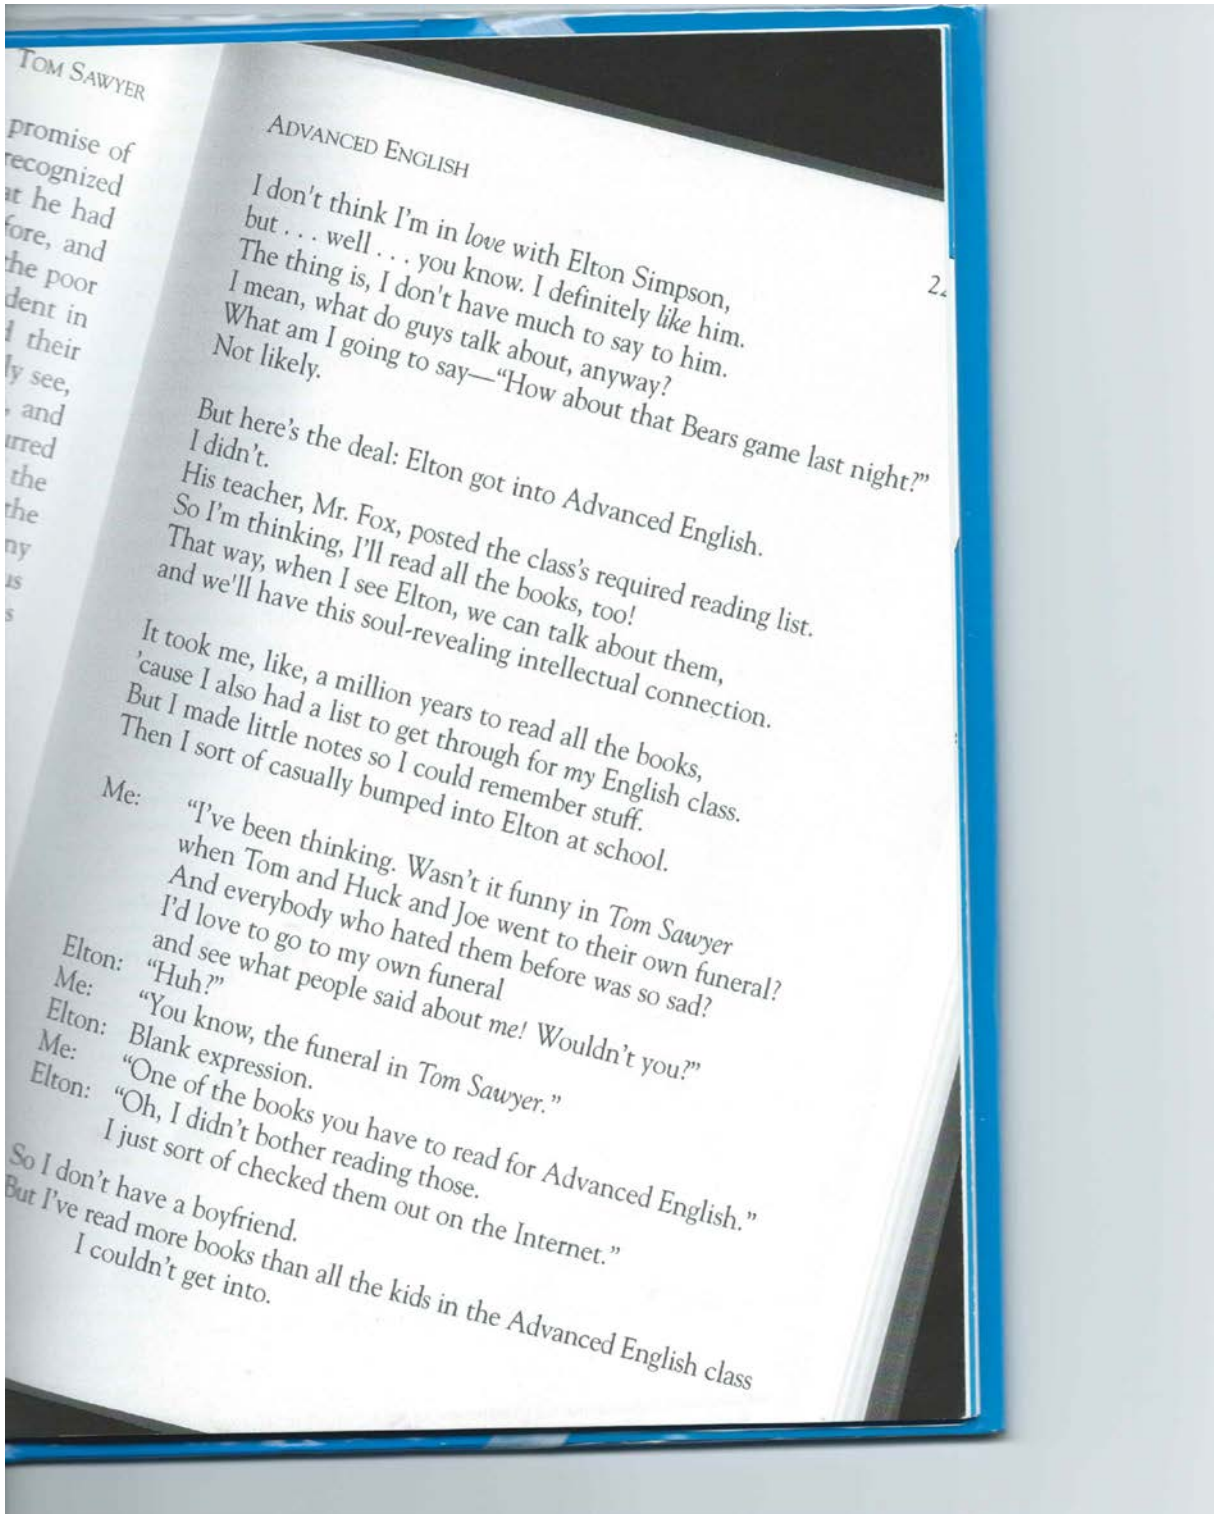 TOM SAWYER
promise of
recognized
at he had
fore, and
the poor
dent in
d their
ly see,
, and
urred
the
the
ny
us
s
ADVANCED ENGLISH
22
I don't think I'm in love with Elton Simpson,
but . . . well . . . you know. I definitely like him.
The thing is, I don't have much to say to him.
I mean, what do guys talk about, anyway?
What am I going to say—“How about that Bears game last night?”
Not likely.
But here’s the deal: Elton got into Advanced English.
I didn’t.
His teacher, Mr. Fox, posted the class’s required reading list.
So I’m thinking, I’ll read all the books, too!
That way, when I see Elton, we can talk about them,
and we'll have this soul-revealing intellectual connection.
It took me, like, a million years to read all the books,
’cause I also had a list to get through for my English class.
But I made little notes so I could remember stuff.
Then I sort of casually bumped into Elton at school.
Me: “I’ve been thinking. Wasn’t it funny in Tom Sawyer
when Tom and Huck and Joe went to their own funeral?
And everybody who hated them before was so sad?
I’d love to go to my own funeral
and see what people said about me! Wouldn’t you?”
Elton: “Huh?”
Me: “You know, the funeral in Tom Sawyer.”
Elton: Blank expression.
Me: “One of the books you have to read for Advanced English.”
Elton: “Oh, I didn’t bother reading those.
I just sort of checked them out on the Internet.”
So I don’t have a boyfriend.
But I’ve read more books than all the kids in the Advanced English class
I couldn’t get into.